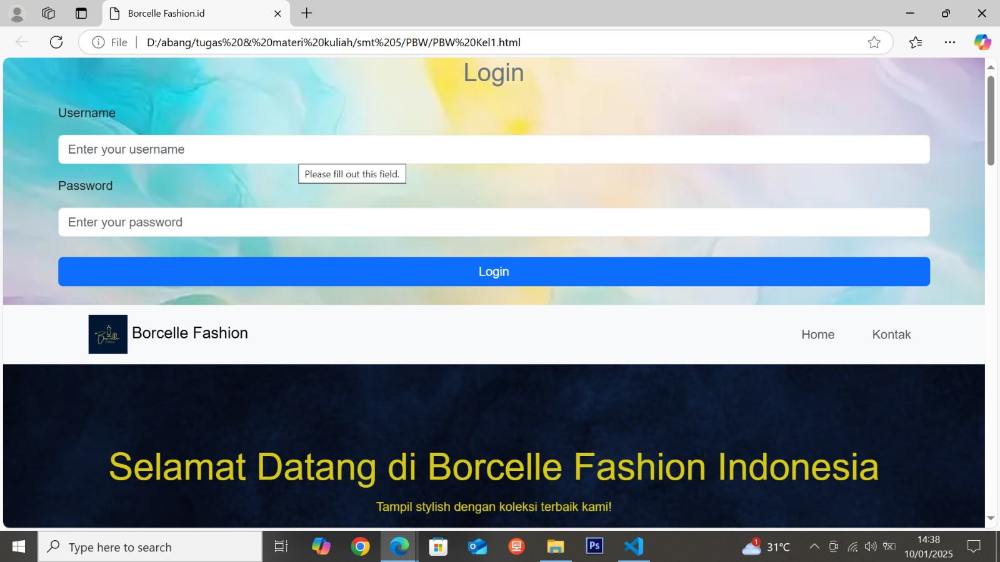 Borcelle Fashion.id
File
D:/abang/tugas%20&%20materi%20kuliah/smt%205/PBW/PBW%20Kel1.html
Login
Username
Enter your username
Please fill out this field.
Password
Enter your password
Login
Borcelle
Fashion
Borcelle Fashion
Home
Kontak
Selamat Datang di Borcelle Fashion Indonesia
Tampil stylish dengan koleksi terbaik kami!
Type here to search
Ps
1
31°C
14:38
10/01/2025